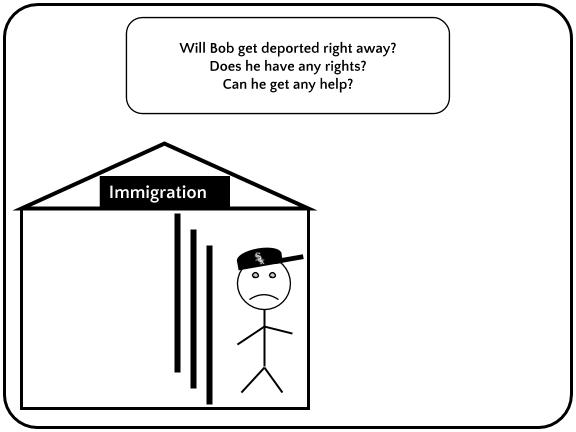 Will Bob get deported right away?
Does he have any rights?
Can he get any help?
Immigration